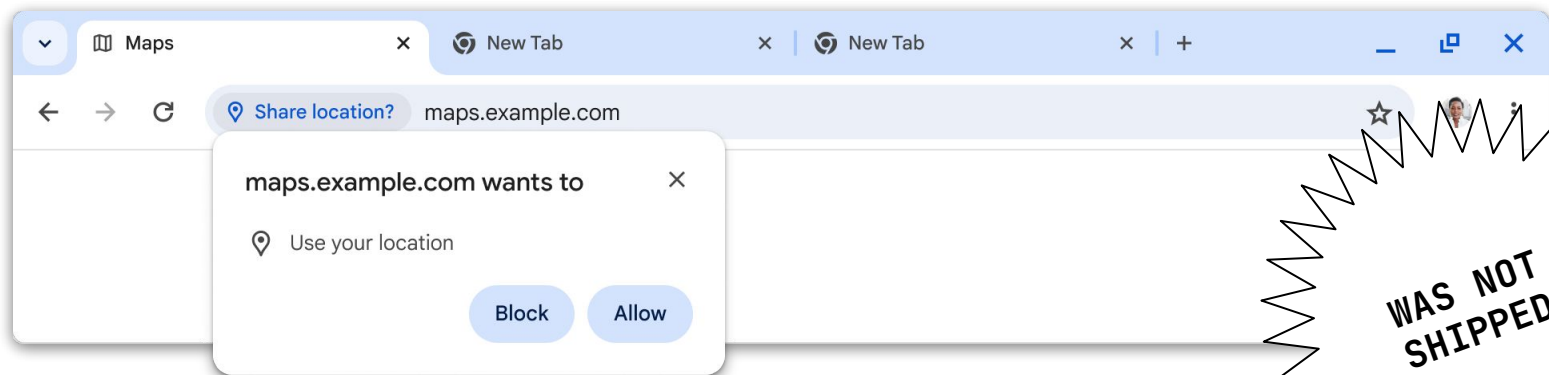 Maps
New Tab
New Tab
Share location? maps.example.com
maps.example.com wants to
Use your location
Block Allow
WAS NOT
SHIPPED